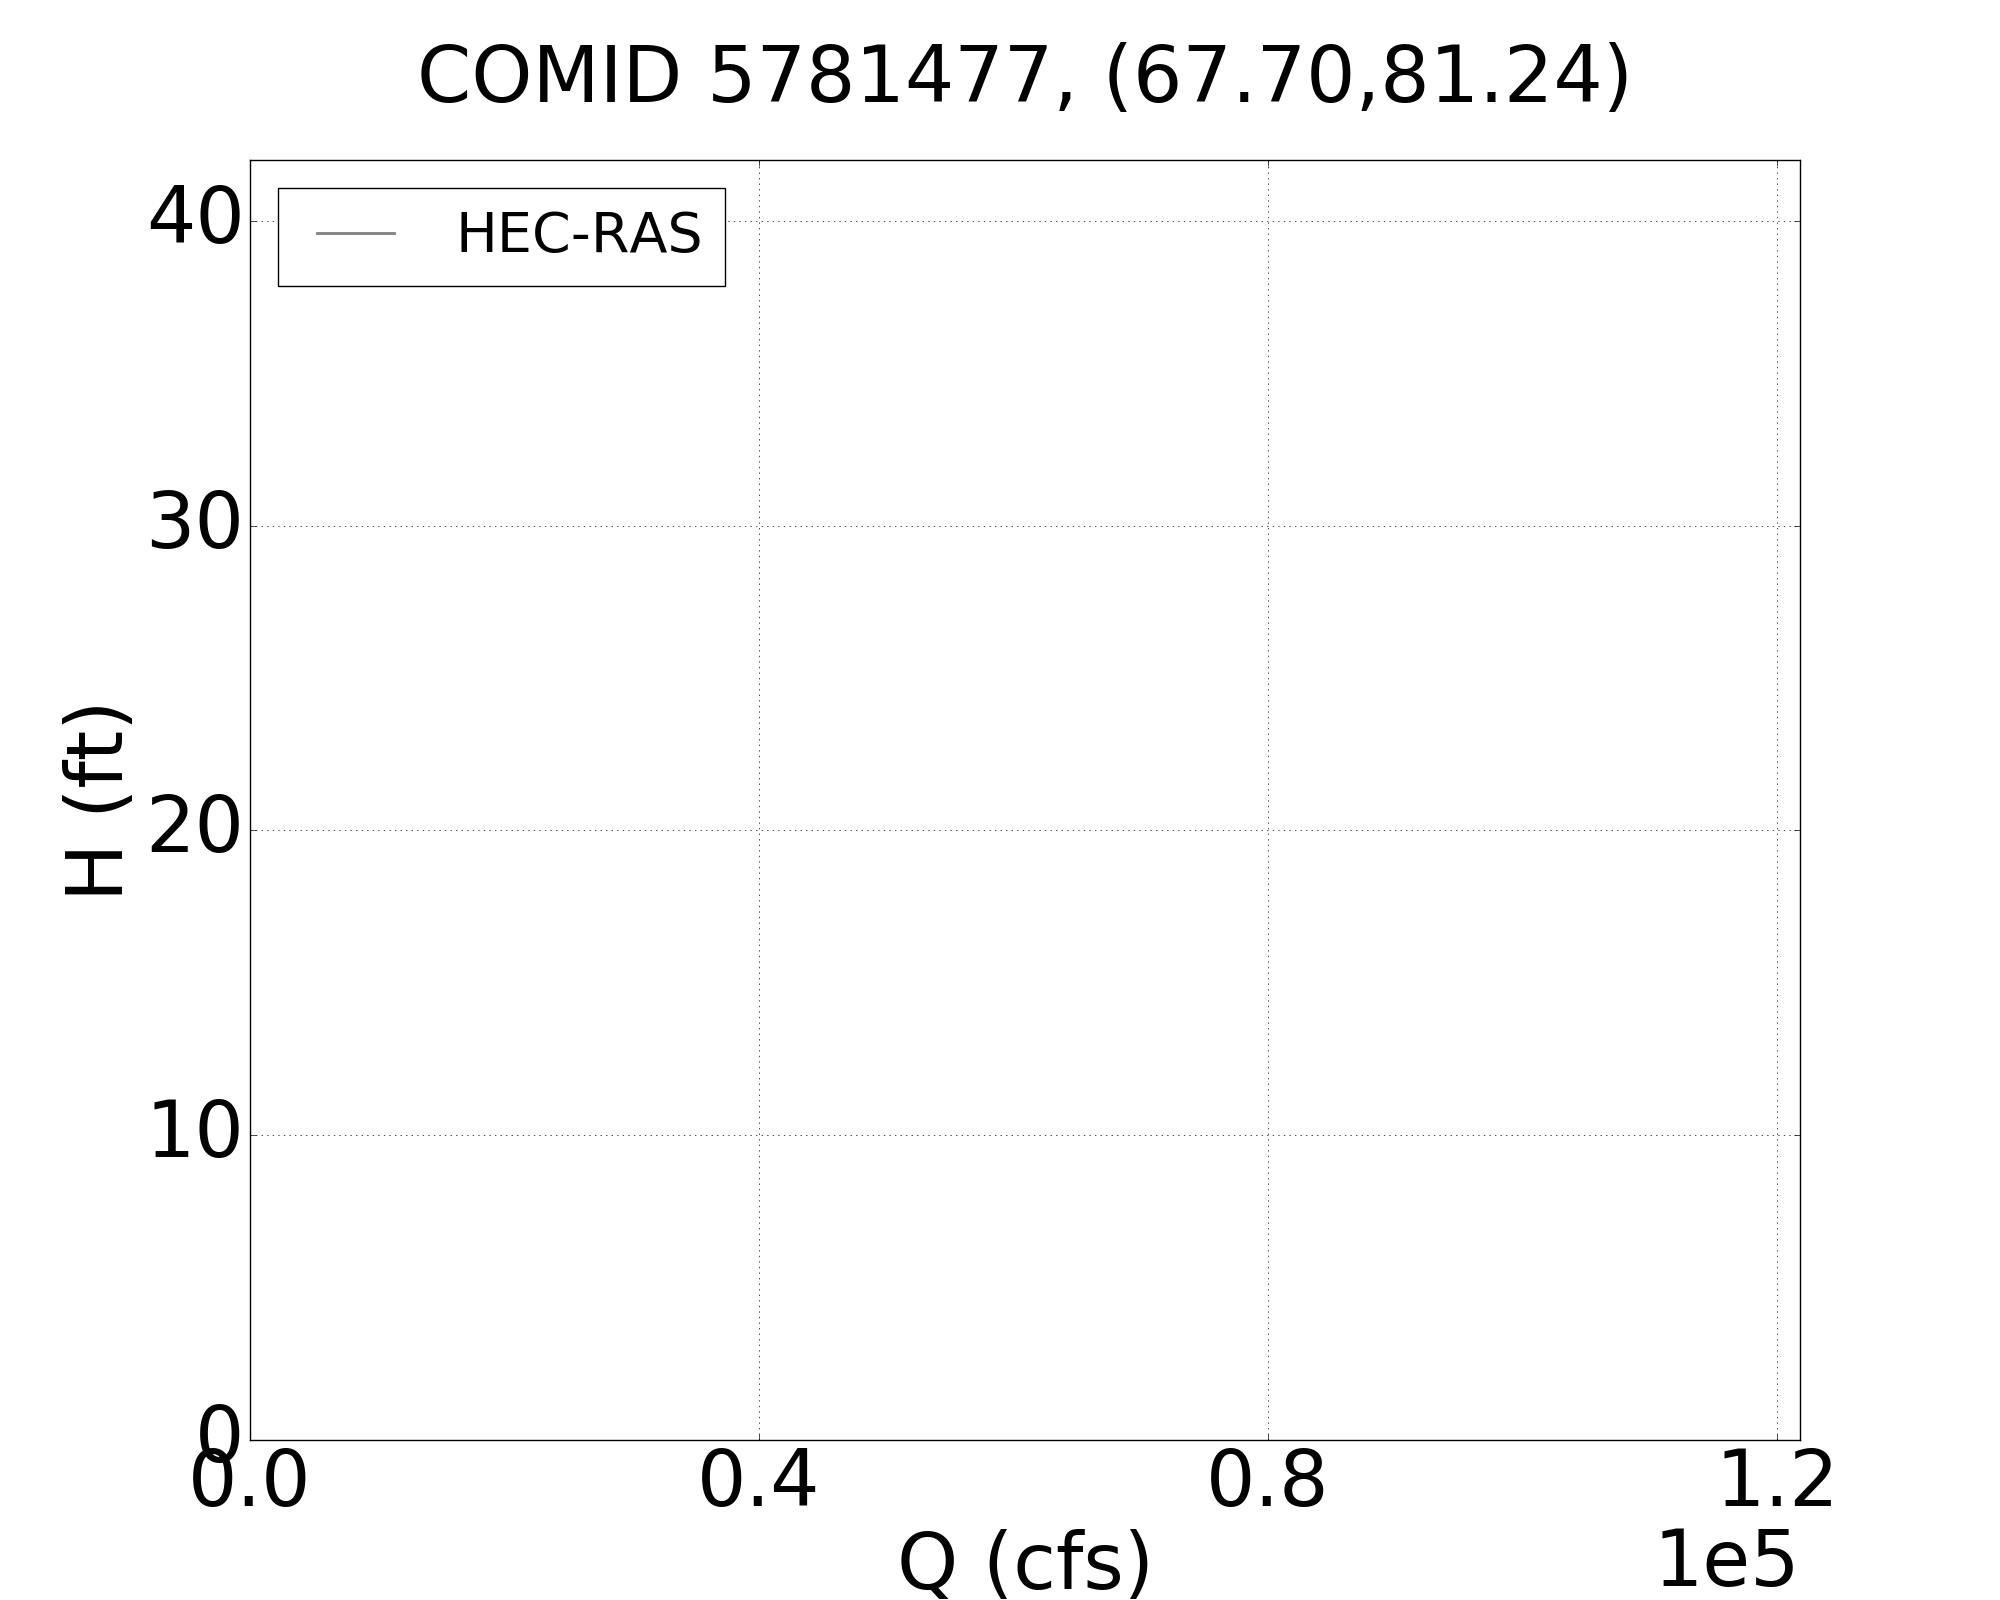 COMID 5781477, (67.70,81.24)
HEC-RAS
40
30
20
10
0
H (ft)
0.0 0.4 0.8 1.2
Q (cfs)
1e5